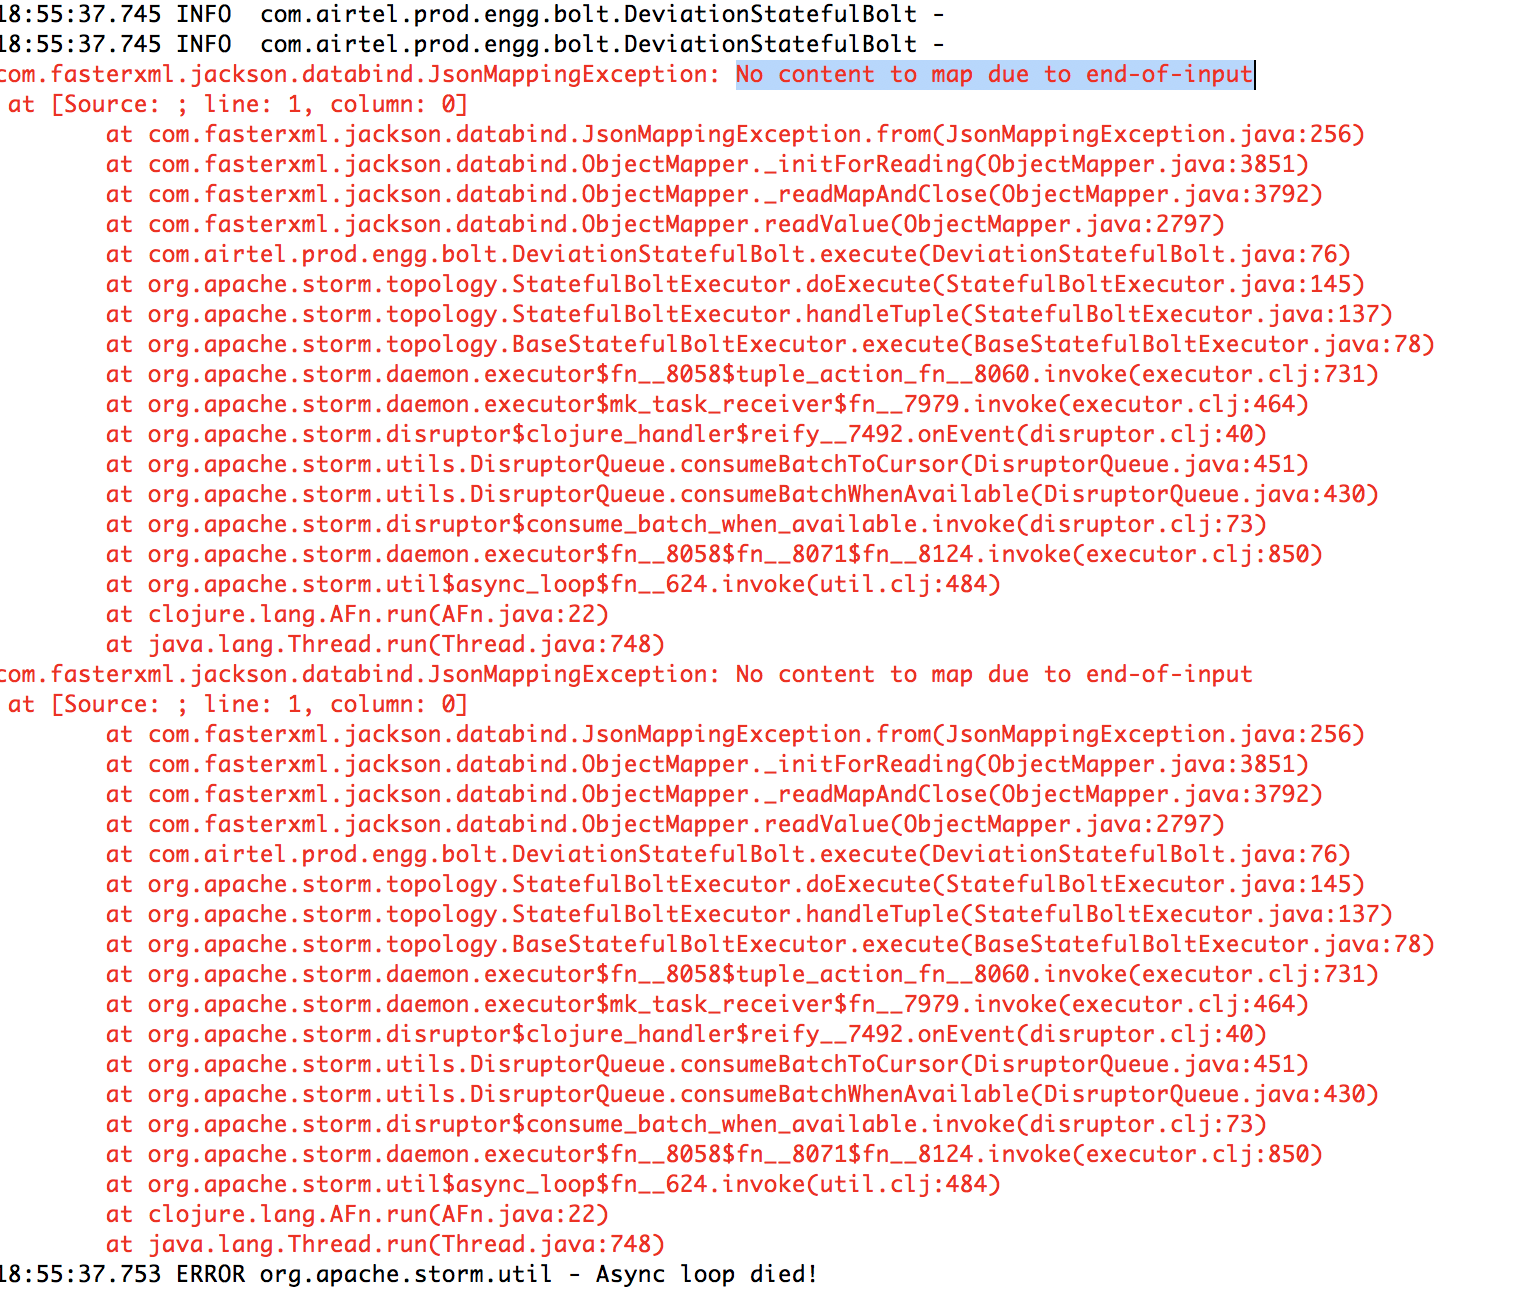 18:55:37.745 INFO  com.airtel.prod.engg.bolt.DeviationStatefulBolt -
18:55:37.745 INFO  com.airtel.prod.engg.bolt.DeviationStatefulBolt -
com.fasterxml.jackson.databind.JsonMappingException: No content to map due to end-of-input
 at [Source: ; line: 1, column: 0]
	at com.fasterxml.jackson.databind.JsonMappingException.from(JsonMappingException.java:256)
	at com.fasterxml.jackson.databind.ObjectMapper._initForReading(ObjectMapper.java:3851)
	at com.fasterxml.jackson.databind.ObjectMapper._readMapAndClose(ObjectMapper.java:3792)
	at com.fasterxml.jackson.databind.ObjectMapper.readValue(ObjectMapper.java:2797)
	at com.airtel.prod.engg.bolt.DeviationStatefulBolt.execute(DeviationStatefulBolt.java:76)
	at org.apache.storm.topology.StatefulBoltExecutor.doExecute(StatefulBoltExecutor.java:145)
	at org.apache.storm.topology.StatefulBoltExecutor.handleTuple(StatefulBoltExecutor.java:137)
	at org.apache.storm.topology.BaseStatefulBoltExecutor.execute(BaseStatefulBoltExecutor.java:78)
	at org.apache.storm.daemon.executor$fn__8058$tuple_action_fn__8060.invoke(executor.clj:731)
	at org.apache.storm.daemon.executor$mk_task_receiver$fn__7979.invoke(executor.clj:464)
	at org.apache.storm.disruptor$clojure_handler$reify__7492.onEvent(disruptor.clj:40)
	at org.apache.storm.utils.DisruptorQueue.consumeBatchToCursor(DisruptorQueue.java:451)
	at org.apache.storm.utils.DisruptorQueue.consumeBatchWhenAvailable(DisruptorQueue.java:430)
	at org.apache.storm.disruptor$consume_batch_when_available.invoke(disruptor.clj:73)
	at org.apache.storm.daemon.executor$fn__8058$fn__8071$fn__8124.invoke(executor.clj:850)
	at org.apache.storm.util$async_loop$fn__624.invoke(util.clj:484)
	at clojure.lang.AFn.run(AFn.java:22)
	at java.lang.Thread.run(Thread.java:748)
com.fasterxml.jackson.databind.JsonMappingException: No content to map due to end-of-input
 at [Source: ; line: 1, column: 0]
	at com.fasterxml.jackson.databind.JsonMappingException.from(JsonMappingException.java:256)
	at com.fasterxml.jackson.databind.ObjectMapper._initForReading(ObjectMapper.java:3851)
	at com.fasterxml.jackson.databind.ObjectMapper._readMapAndClose(ObjectMapper.java:3792)
	at com.fasterxml.jackson.databind.ObjectMapper.readValue(ObjectMapper.java:2797)
	at com.airtel.prod.engg.bolt.DeviationStatefulBolt.execute(DeviationStatefulBolt.java:76)
	at org.apache.storm.topology.StatefulBoltExecutor.doExecute(StatefulBoltExecutor.java:145)
	at org.apache.storm.topology.StatefulBoltExecutor.handleTuple(StatefulBoltExecutor.java:137)
	at org.apache.storm.topology.BaseStatefulBoltExecutor.execute(BaseStatefulBoltExecutor.java:78)
	at org.apache.storm.daemon.executor$fn__8058$tuple_action_fn__8060.invoke(executor.clj:731)
	at org.apache.storm.daemon.executor$mk_task_receiver$fn__7979.invoke(executor.clj:464)
	at org.apache.storm.disruptor$clojure_handler$reify__7492.onEvent(disruptor.clj:40)
	at org.apache.storm.utils.DisruptorQueue.consumeBatchToCursor(DisruptorQueue.java:451)
	at org.apache.storm.utils.DisruptorQueue.consumeBatchWhenAvailable(DisruptorQueue.java:430)
	at org.apache.storm.disruptor$consume_batch_when_available.invoke(disruptor.clj:73)
	at org.apache.storm.daemon.executor$fn__8058$fn__8071$fn__8124.invoke(executor.clj:850)
	at org.apache.storm.util$async_loop$fn__624.invoke(util.clj:484)
	at clojure.lang.AFn.run(AFn.java:22)
	at java.lang.Thread.run(Thread.java:748)
18:55:37.753 ERROR org.apache.storm.util - Async loop died!